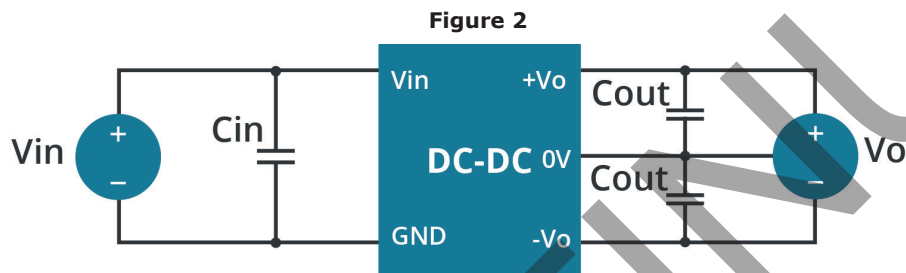 Figure 2
Vin +Vo
Cout
Cin
+ +
Vin Vo
DC-DC 0V
− Cout −
GND -Vo